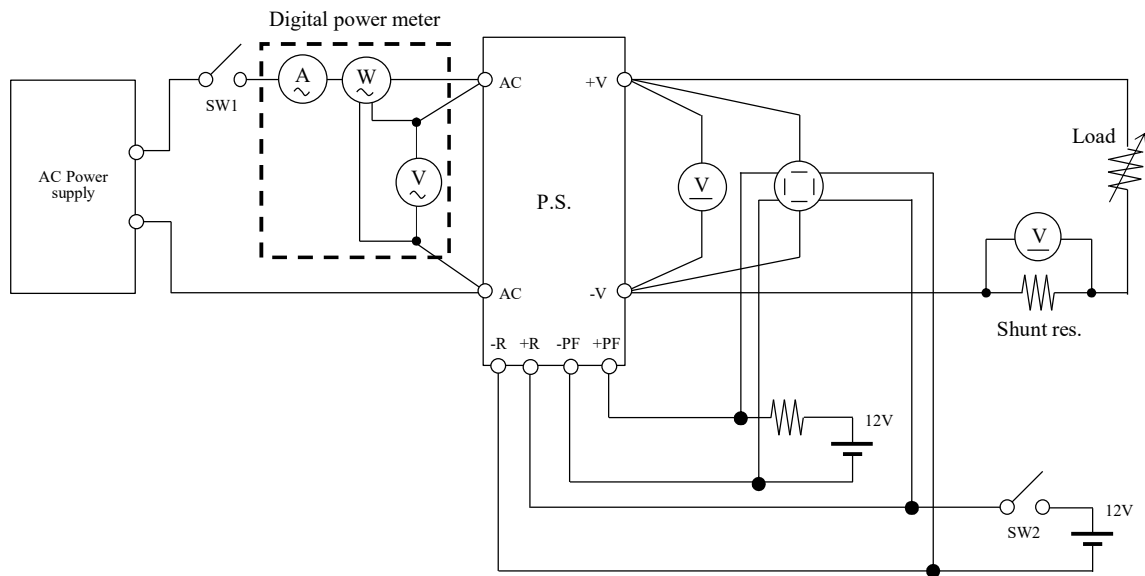 Digital power meter
A
W
AC
+V
SW1
Load
AC Power
supply
V
V
P.S.
V
AC
-V
Shunt res.
-R
+R
-PF
+PF
12V
12V
SW2